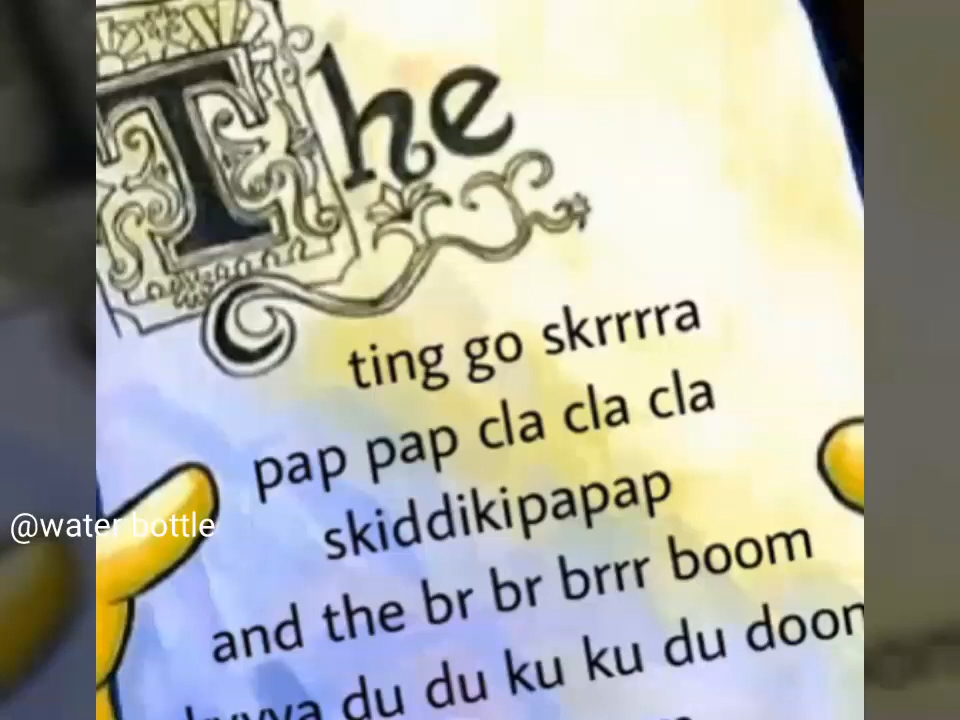 The
ting go skrrrra
pap pap cla cla cla
skiddikipapap
@water bottle
and the br br brrr boom
du du ku ku du